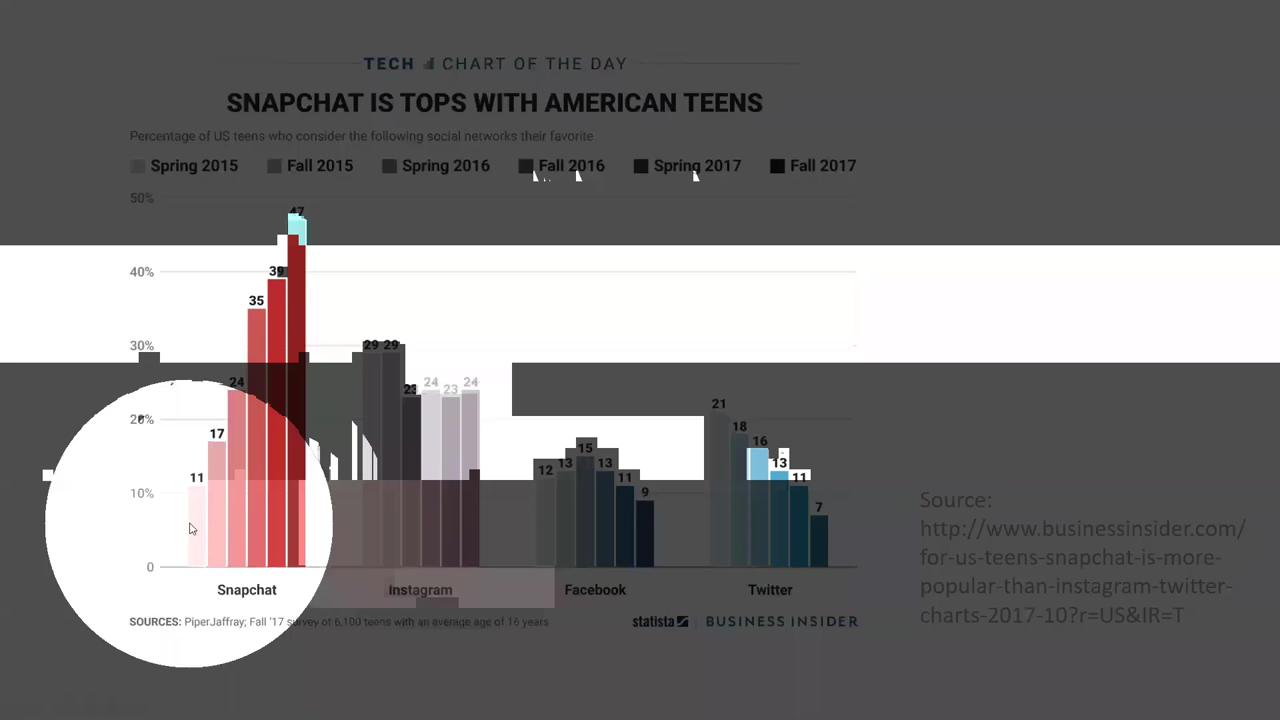 TECH CHART OF THE DAY
SNAPCHAT IS TOPS WITH AMERICAN TEENS
Percentage of US teens who consider the following social networks their favorite
Spring 2015 Fall 2015 Spring 2016 Fall 2016 Spring 2017 Fall 2017
50%
47
40%
39
35
30%
29 29
24
23 24 23 24
21
20%
17
18
16
15
12 13 13 11 9
13
11
11
10%
7
0
Snapchat Instagram Facebook Twitter
SOURCES: PiperJaffray; Fall '17 survey of 6,100 teens with an average age of 16 years
statista BUSINESS INSIDER
Source:
http://www.businessinsider.com/
for-us-teens-snapchat-is-more-
popular-than-instagram-twitter-
charts-2017-10?r=US&IR=T